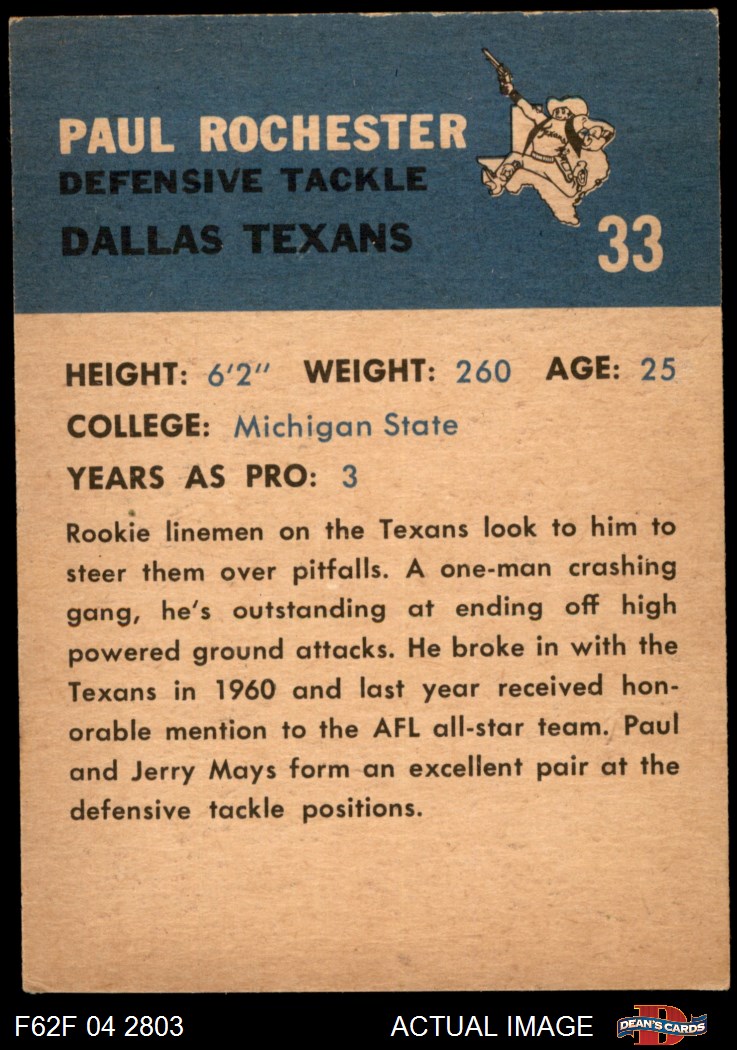 PAUL ROCHESTER
DEFENSIVE TACKLE
DALLAS TEXANS
33
HEIGHT: 6'2" WEIGHT: 260 AGE: 25
COLLEGE: Michigan State
YEARS AS PRO: 3
Rookie linemen on the Texans look to him to
steer them over pitfalls. A one-man crashing
gang, he's outstanding at ending off high
powered ground attacks. He broke in with the
Texans in 1960 and last year received hon-
orable mention to the AFL all-star team. Paul
and Jerry Mays form an excellent pair at the
defensive tackle positions.
F62F 04 2803 ACTUAL IMAGE DEAN'S CARDS